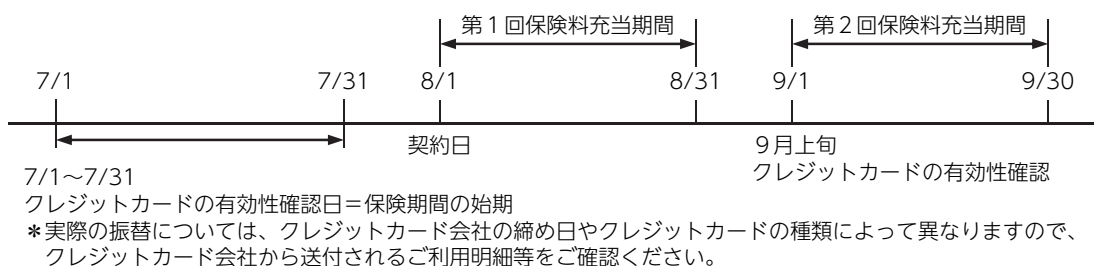 第1回保険料充当期間 第2回保険料充当期間
7/1 7/31 8/1 8/31 9/1 9/30
契約日 9月上旬
クレジットカードの有効性確認
7/1～7/31
クレジットカードの有効性確認日＝保険期間の始期
＊実際の振替については、クレジットカード会社の締め日やクレジットカードの種類によって異なりますので、
クレジットカード会社から送付されるご利用明細等をご確認ください。